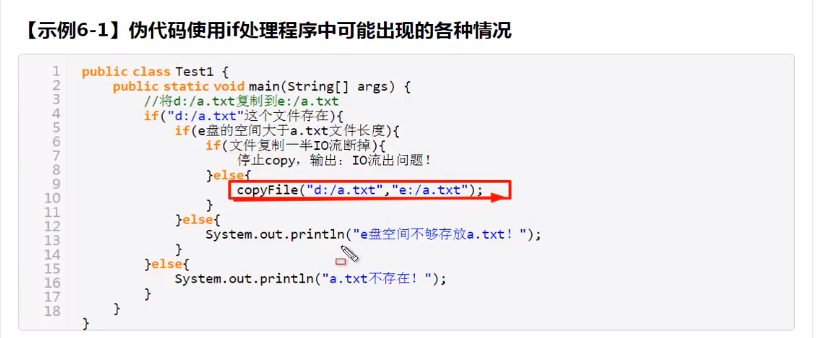 【示例6-1】伪代码使用if处理程序中可能出现的各种情况
1 public class Test1 {
2 public static void main(String[] args) {
3 //将d:/a.txt复制到e:/a.txt
4 if("d:/a.txt"这个文件存在){
5 if(e盘的空间大于a.txt文件长度){
6 if(文件复制一半IO流断掉){
7 停止copy，输出：IO流出问题！
8 }else{
9 copyFile("d:/a.txt","e:/a.txt");
10 }
11 }else{
12 System.out.println("e盘空间不够存放a.txt！");
13 }
14 }else{
15 System.out.println("a.txt不存在！");
16 }
17 }
18 }